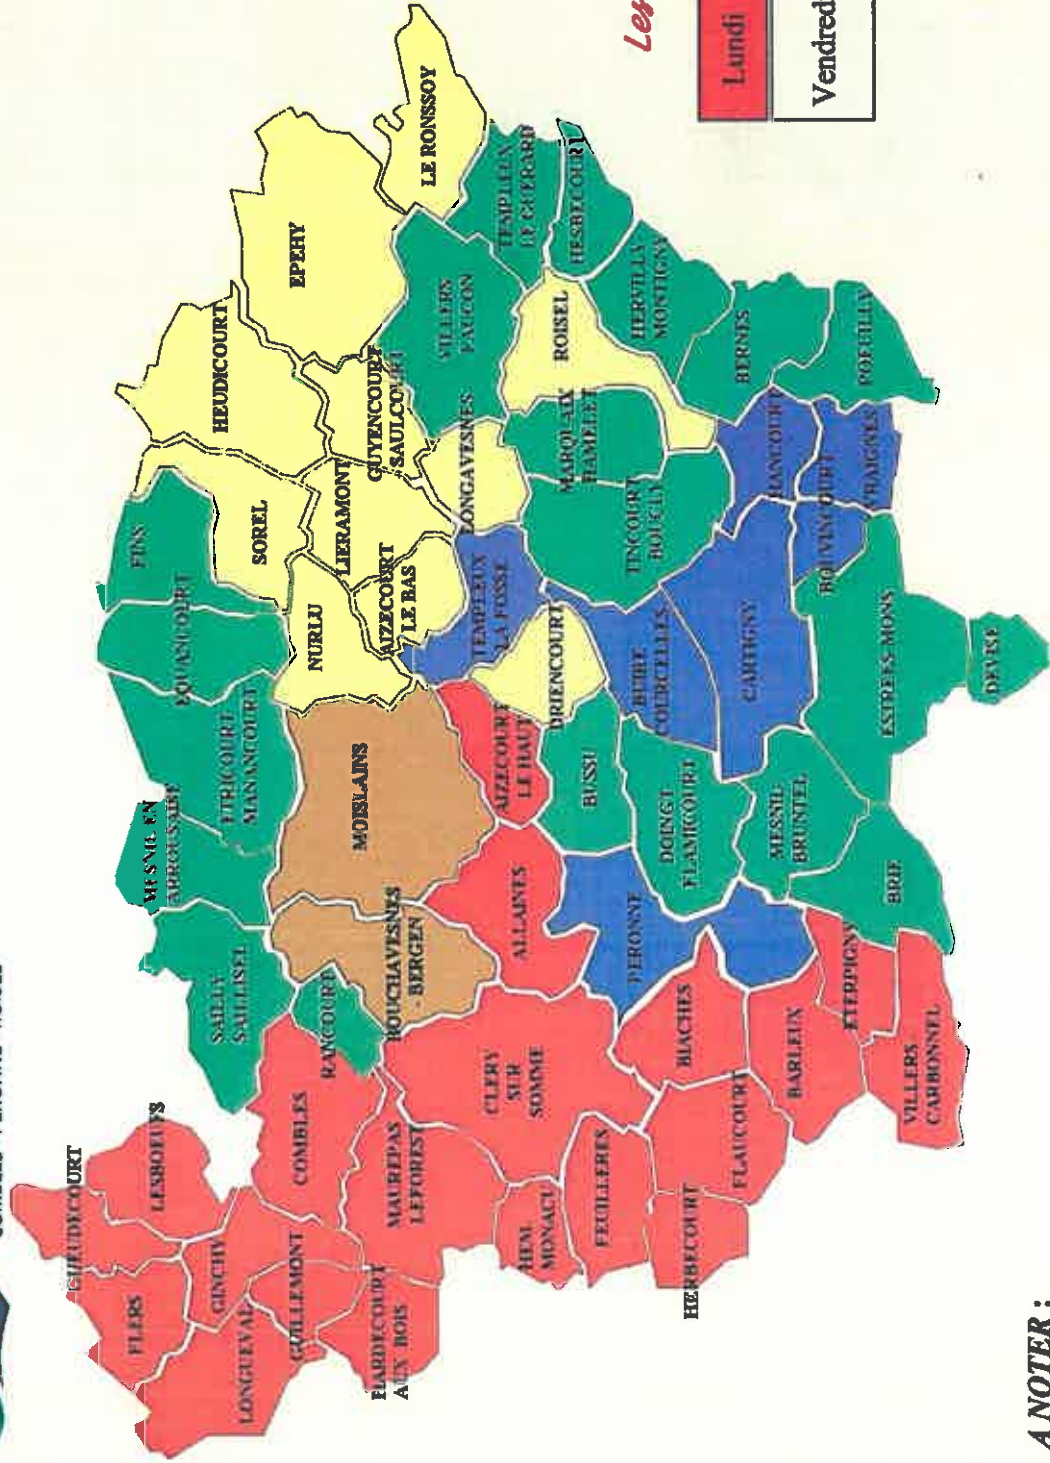 GUEUDECOURT
FLERS
LESBOEUFS
GINCHY
LONGUEVAL
GUILLEMONT
COMBLES
HARDECOURT
AUX BOIS
MAUREPAS
LEFOREST
HEM
MONACU
FEUILLERES
HERBECOURT
FLAUCOURT
CLERY
SUR
SOMME
BIACHES
BARLEUX
ETERPIGNY
VILLERS
CARBONNEL
SAILLY
SAILLISEL
RANCOURT
BOUCHAVESNES
- BERGEN
MESNIL EN
ARROUSAISE
ETRICOURT
MANANCOURT
EQUANCOURT
FINS
MOISLAINS
ALLAINES
AIZECOURT
LE HAUT
PERONNE
BUSSU
DOINGT
FLAMICOURT
MESNIL
BRUNTEL
BRIE
SOREL
NURLU
HEUDICOURT
LIERAMONT
AIZECOURT
LE BAS
GUYENCOURT
SAULCOURT
EPEHY
LE RONSSOY
TEMPLEUX
LA FOSSE
DRIENCOURT
LONGAVESNES
VILLERS
FAUCON
TEMPLEUX
LE GUERARD
HESBECOURT
ROISEL
MARQUAIX
HAMELET
TINCOURT
BOUCLY
BUIRE
COURCELLES
CARTIGNY
HERVILLY
MONTIGNY
BERNES
POEUILLY
HANCOURT
BOUVINCOURT
VRAIGNES
ESTREES-MONS
DEVISE
Les
Lundi
Vendred
A NOTER :